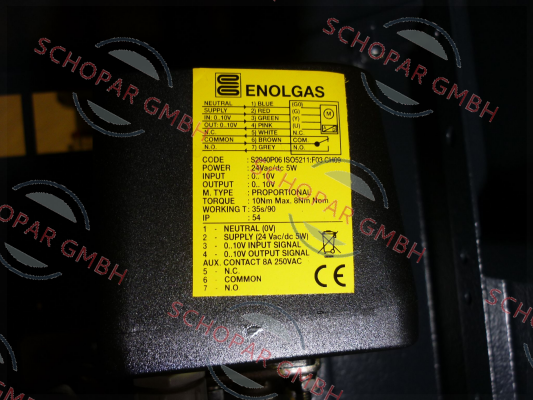 ENOLGAS
NEUTRAL 1) BLUE (G0)
SUPPLY 2) RED (G)
IN: 0..10V 3) GREEN (Y)
OUT: 0..10V 4) PINK (U)
N.C. 5) WHITE N.C.
COMMON 6) BROWN COM
N.O. 7) GREY N.O.
M
CODE : S2940P06 ISO5211:F03 CH09
POWER : 24Vac/dc 5W
INPUT : 0.. 10V
OUTPUT : 0.. 10V
M. TYPE : PROPORTIONAL
TORQUE : 10Nm Max. 8Nm Nom
WORKING T : 35s/90
IP : 54
1 - NEUTRAL (0V)
2 - SUPPLY (24 Vac/dc 5W)
3 - 0..10V INPUT SIGNAL
4 - 0..10V OUTPUT SIGNAL
AUX. CONTACT 8A 250VAC
5 - N.C.
6 - COMMON
7 - N.O
CE
SCHOPAR GMBH
SCHOPAR GMBH
SCHOPAR GMBH
SCHOPAR GMBH
SCHOPAR GMBH